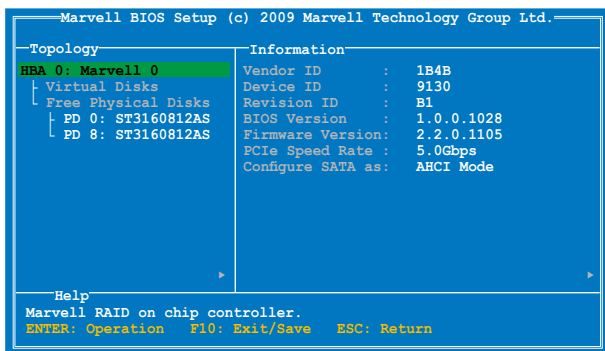 Marvell BIOS Setup (c) 2009 Marvell Technology Group Ltd.
Topology
HBA 0: Marvell 0
Virtual Disks
Free Physical Disks
PD 0: ST3160812AS
PD 8: ST3160812AS
Information
Vendor ID : 1B4B
Device ID : 9130
Revision ID : B1
BIOS Version : 1.0.0.1028
Firmware Version: 2.2.0.1105
PCIe Speed Rate : 5.0Gbps
Configure SATA as: AHCI Mode
Help
Marvell RAID on chip controller.
ENTER: Operation F10: Exit/Save ESC: Return